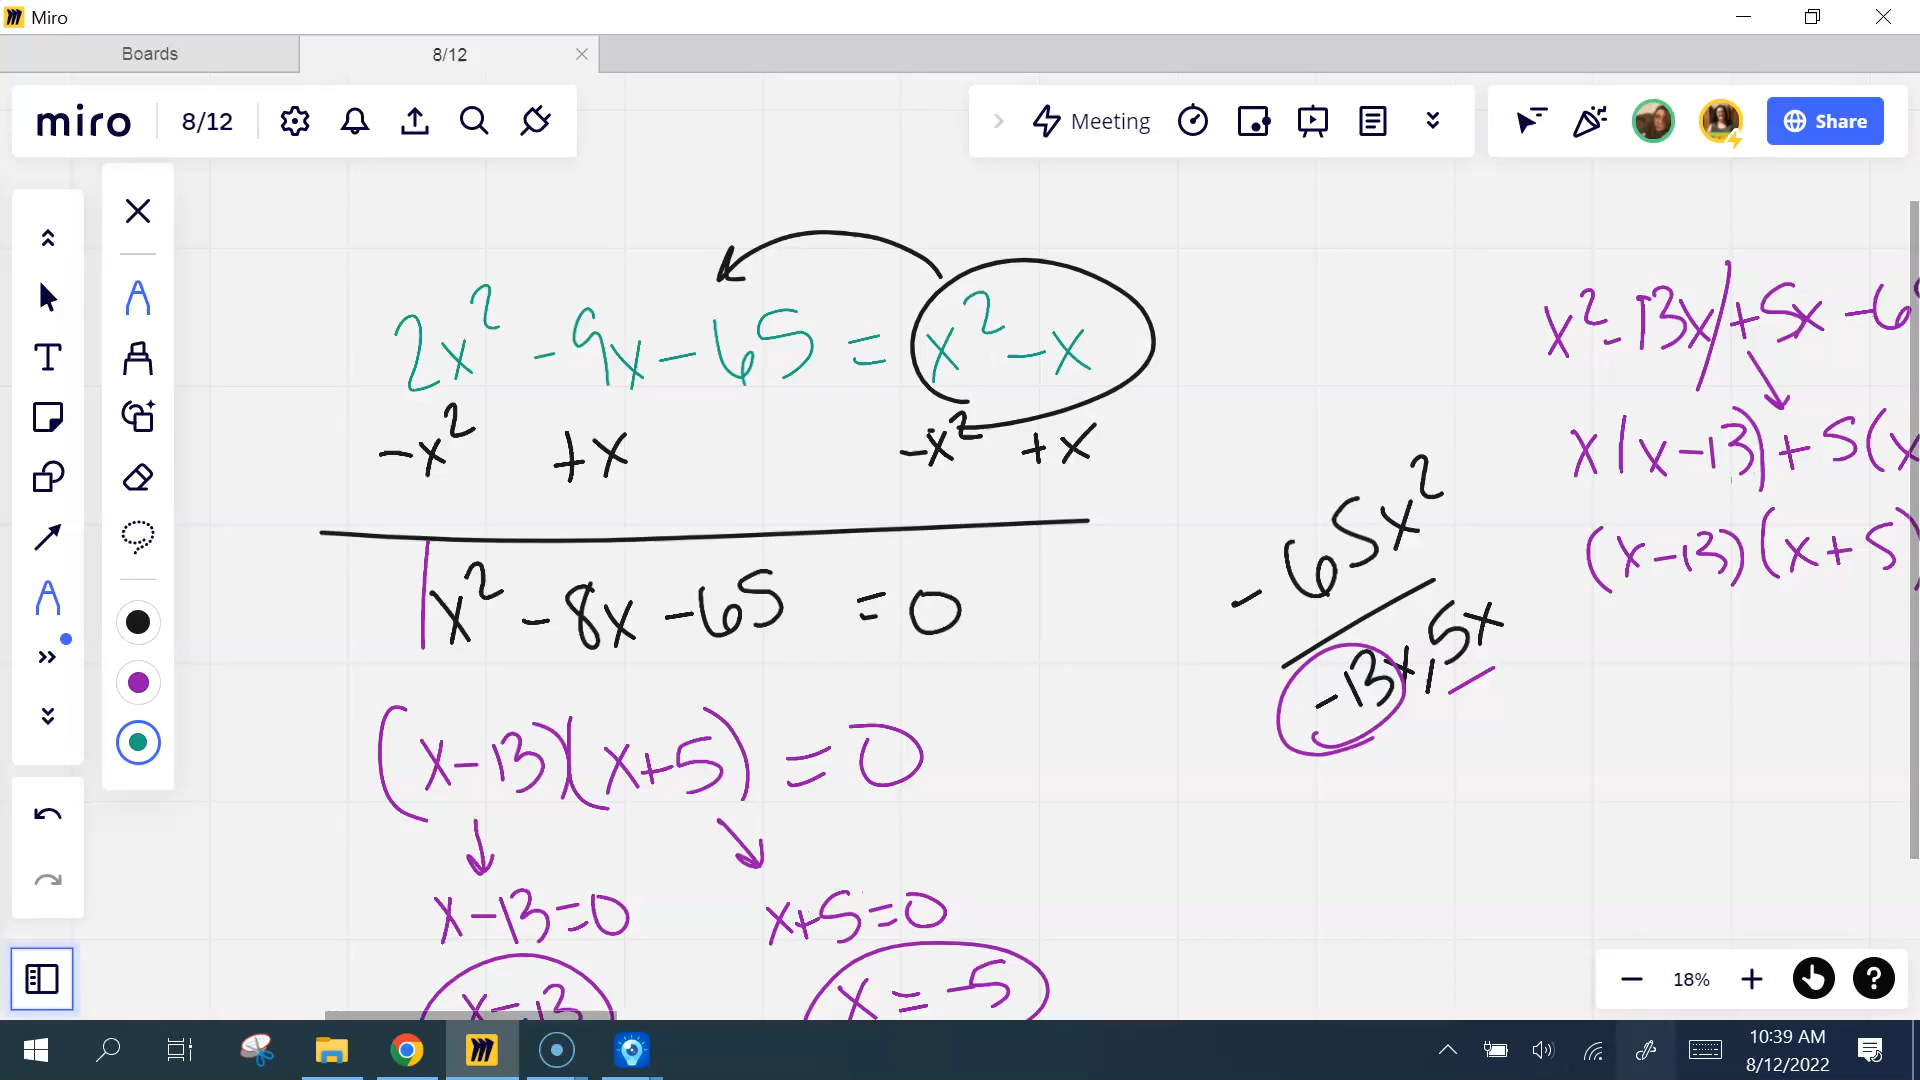 Miro
Boards
8/12
miro
8/12
Meeting
Share
2x² - 9x - 65 = x² - x
-x² +x -x² +x
x² - 8x - 65 = 0
(x-13)(x+5) = 0
x-13=0 x+5=0
x = -5
-65x²
-13x, 5x
x² - 13x + 5x - 6
x(x-13) + 5(x
(x-13)(x+5)
18%
10:39 AM
8/12/2022